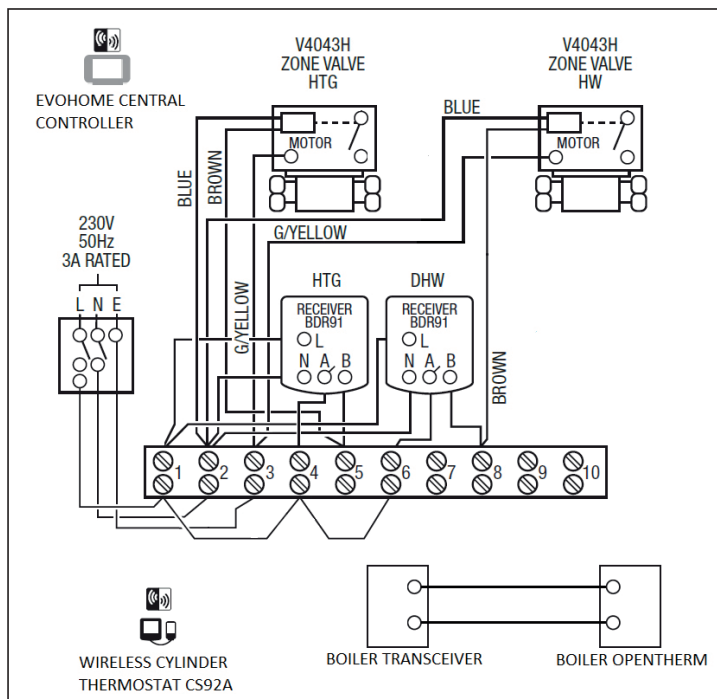 V4043H
ZONE VALVE
HTG
V4043H
ZONE VALVE
HW
EVOHOME CENTRAL
CONTROLLER
BLUE
MOTOR
MOTOR
BLUE
BROWN
G/YELLOW
230V
50Hz
3A RATED
L N E
G/YELLOW
HTG
DHW
RECEIVER
BDR91
L
N A B
RECEIVER
BDR91
L
N A B
BROWN
1 2 3 4 5 6 7 8 9 10
WIRELESS CYLINDER
THERMOSTAT CS92A
BOILER TRANSCEIVER
BOILER OPENTHERM